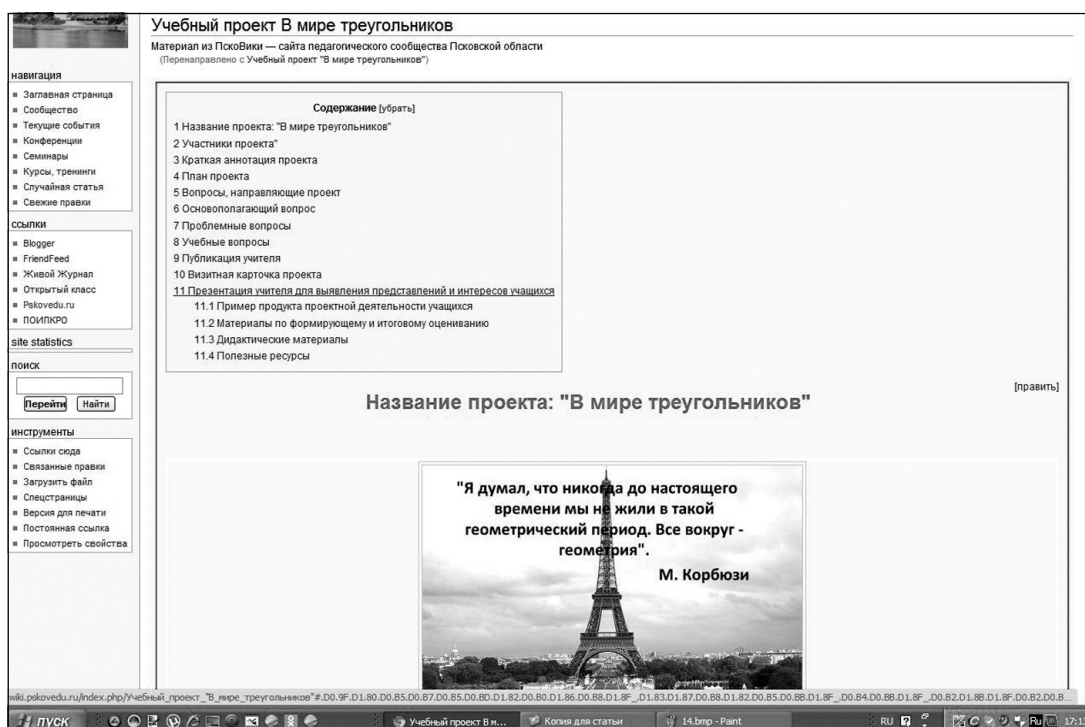 Учебный проект В мире треугольников
Материал из ПскоВики — сайта педагогического сообщества Псковской области
(Перенаправлено с Учебный проект "В мире треугольников")
навигация
Заглавная страница
Сообщество
Текущие события
Конференции
Семинары
Курсы, тренинги
Случайная статья
Свежие правки
ссылки
Blogger
FriendFeed
Живой Журнал
Открытый класс
Pskovedu.ru
ПОИПКРО
site statistics
поиск
Перейти Найти
инструменты
Ссылки сюда
Связанные правки
Загрузить файл
Спецстраницы
Версия для печати
Постоянная ссылка
Просмотреть свойства
Содержание [убрать]
1 Название проекта: "В мире треугольников"
2 Участники проекта"
3 Краткая аннотация проекта
4 План проекта
5 Вопросы, направляющие проект
6 Основополагающий вопрос
7 Проблемные вопросы
8 Учебные вопросы
9 Публикация учителя
10 Визитная карточка проекта
11 Презентация учителя для выявления представлений и интересов учащихся
11.1 Пример продукта проектной деятельности учащихся
11.2 Материалы по формирующему и итоговому оцениванию
11.3 Дидактические материалы
11.4 Полезные ресурсы
[править]
Название проекта: "В мире треугольников"
"Я думал, что никогда до настоящего
времени мы не жили в такой
геометрический период. Все вокруг -
геометрия".
М. Корбюзи
пуск
Учебный проект В м...
Копия для статьи
14.bmp - Paint
RU
Ru